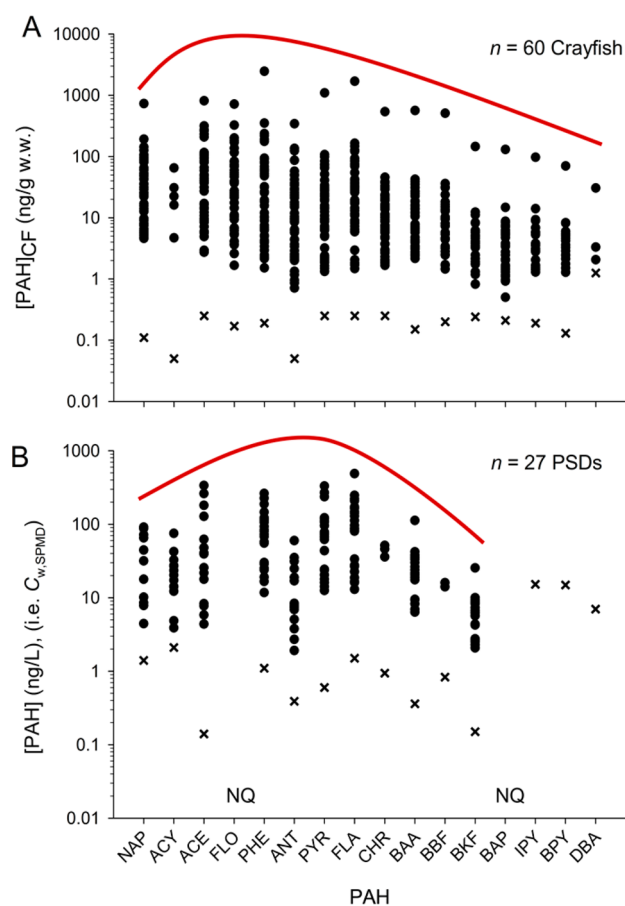 A
n = 60 Crayfish
[PAH]CF (ng/g w.w.)
10000
1000
100
10
1
0.1
0.01
B
n = 27 PSDs
[PAH] (ng/L), (i.e. Cw,SPMD)
1000
100
10
1
0.1
0.01
NQ NQ
NAP ACY ACE FLO PHE ANT PYR FLA CHR BAA BBF BKF BAP IPY BPY DBA
PAH